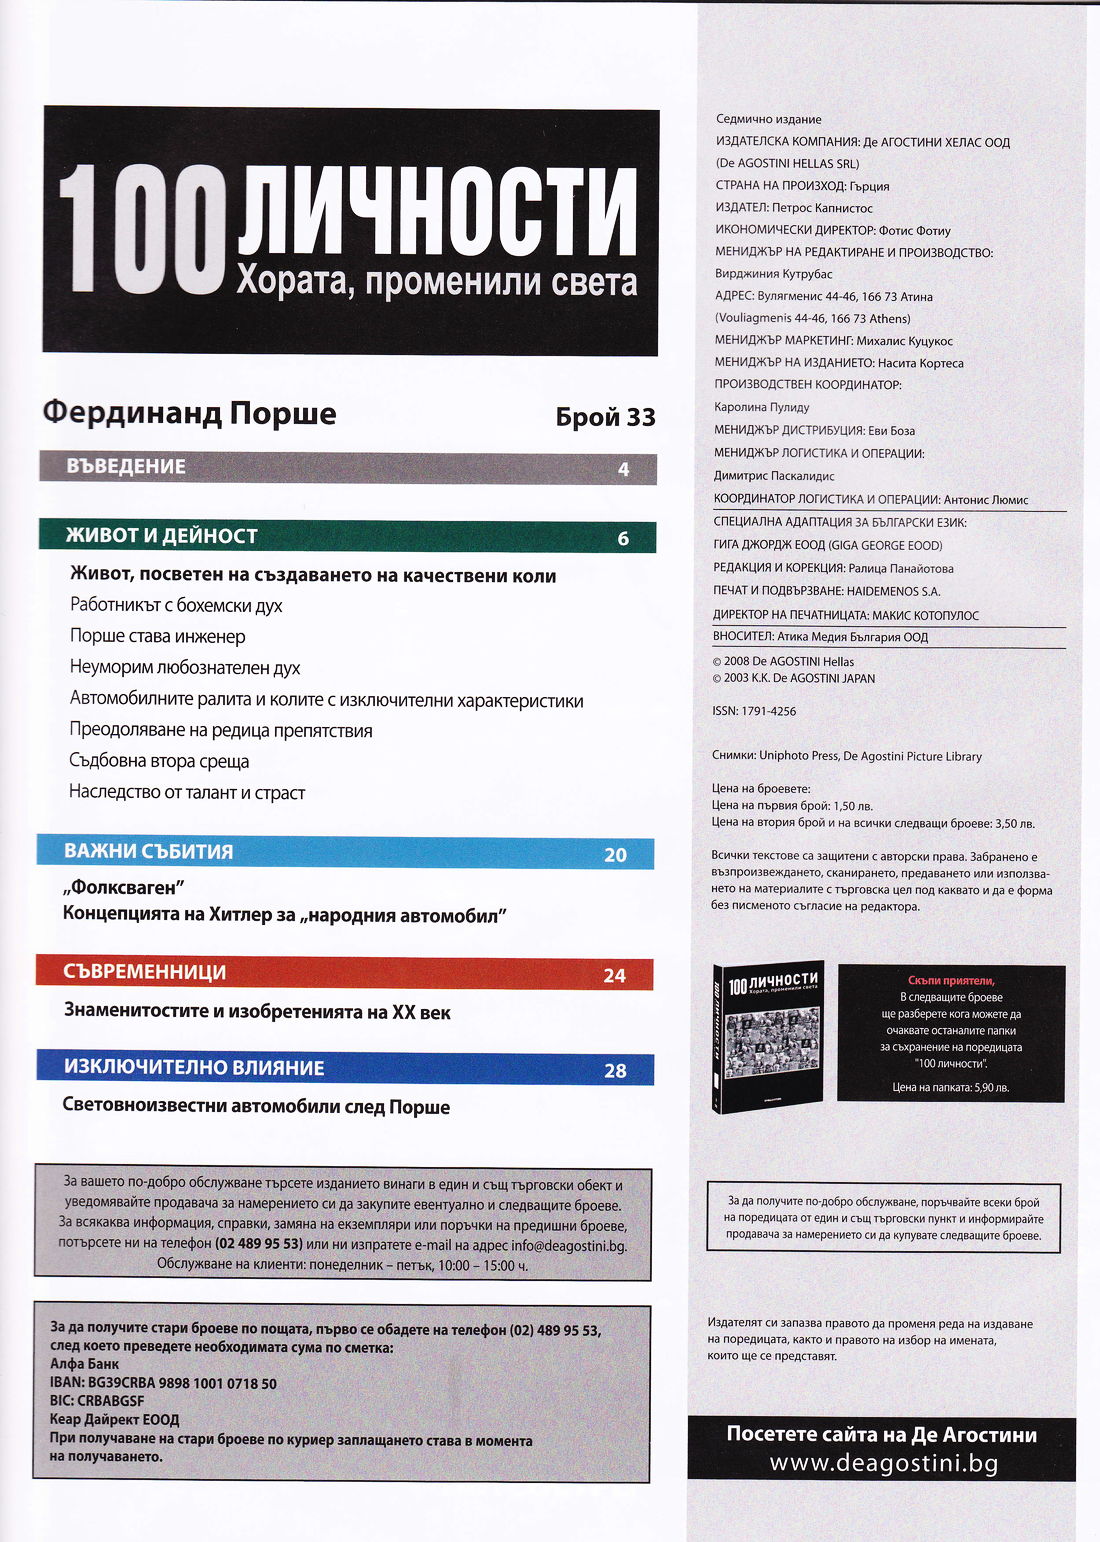 100 ЛИЧНОСТИ
Хората, променили света
Фердинанд Порше
Брой 33
ВЪВЕДЕНИЕ 4
ЖИВОТ И ДЕЙНОСТ 6
Живот, посветен на създаването на качествени коли
Работникът с бохемски дух
Порше става инженер
Неуморим любознателен дух
Автомобилните ралита и колите с изключителни характеристики
Преодоляване на редица препятствия
Съдбовна втора среща
Наследство от талант и страст
ВАЖНИ СЪБИТИЯ 20
„Фолксваген”
Концепцията на Хитлер за „народния автомобил”
СЪВРЕМЕННИЦИ 24
Знаменитостите и изобретенията на XX век
ИЗКЛЮЧИТЕЛНО ВЛИЯНИЕ 28
Световноизвестни автомобили след Порше
За вашето по-добро обслужване търсете изданието винаги в един и същ търговски обект и
уведомявайте продавача за намерението си да закупите евентуално и следващите броеве.
За всякаква информация, справки, замяна на екземпляри или поръчки на предишни броеве,
потърсете ни на телефон (02 489 95 53) или ни изпратете e-mail на адрес info@deagostini.bg.
Обслужване на клиенти: понеделник – петък, 10:00 – 15:00 ч.
За да получите стари броеве по пощата, първо се обадете на телефон (02) 489 95 53,
след което преведете необходимата сума по сметка:
Алфа Банк
IBAN: BG39CRBA 9898 1001 0718 50
BIC: CRBABGSF
Кеар Дайрект ЕООД
При получаване на стари броеве по куриер заплащането става в момента
на получаването.
Седмично издание
ИЗДАТЕЛСКА КОМПАНИЯ: Де АГОСТИНИ ХЕЛАС ООД
(De AGOSTINI HELLAS SRL)
СТРАНА НА ПРОИЗХОД: Гърция
ИЗДАТЕЛ: Петрос Капнистос
ИКОНОМИЧЕСКИ ДИРЕКТОР: Фотис Фотиу
МЕНИДЖЪР НА РЕДАКТИРАНЕ И ПРОИЗВОДСТВО:
Вирджиния Кутрубас
АДРЕС: Вулягменис 44-46, 166 73 Атина
(Vouliagmenis 44-46, 166 73 Athens)
МЕНИДЖЪР МАРКЕТИНГ: Михалис Куцукос
МЕНИДЖЪР НА ИЗДАНИЕТО: Насита Кортеса
ПРОИЗВОДСТВЕН КООРДИНАТОР:
Каролина Пулиду
МЕНИДЖЪР ДИСТРИБУЦИЯ: Еви Боза
МЕНИДЖЪР ЛОГИСТИКА И ОПЕРАЦИИ:
Димитрис Паскалидис
КООРДИНАТОР ЛОГИСТИКА И ОПЕРАЦИИ: Антонис Люмис
СПЕЦИАЛНА АДАПТАЦИЯ ЗА БЪЛГАРСКИ ЕЗИК:
ГИГА ДЖОРДЖ ЕООД (GIGA GEORGE EOOD)
РЕДАКЦИЯ И КОРЕКЦИЯ: Ралица Панайотова
ПЕЧАТ И ПОДВЪРЗВАНЕ: HAIDEMENOS S.A.
ДИРЕКТОР НА ПЕЧАТНИЦАТА: МАКИС КОТОПУЛОС
ВНОСИТЕЛ: Атика Медия България ООД
© 2008 De AGOSTINI Hellas
© 2003 K.K. De AGOSTINI JAPAN
ISSN: 1791-4256
Снимки: Uniphoto Press, De Agostini Picture Library
Цена на броевете:
Цена на първия брой: 1,50 лв.
Цена на втория брой и на всички следващи броеве: 3,50 лв.
Всички текстове са защитени с авторски права. Забранено е
възпроизвеждането, сканирането, предаването или използва-
нето на материалите с търговска цел под каквато и да е форма
без писменото съгласие на редактора.
100 ЛИЧНОСТИ
Хората, променили света
100 ЛИЧНОСТИ
Скъпи приятели,
В следващите броеве
ще разберете кога можете да
очаквате останалите папки
за съхранение на поредицата
"100 личности".
Цена на папката: 5,90 лв.
За да получите по-добро обслужване, поръчвайте всеки брой
на поредицата от един и същ търговски пункт и информирайте
продавача за намерението си да купувате следващите броеве.
Издателят си запазва правото да променя реда на издаване
на поредицата, както и правото на избор на имената,
които ще се представят.
Посетете сайта на Де Агостини
www.deagostini.bg